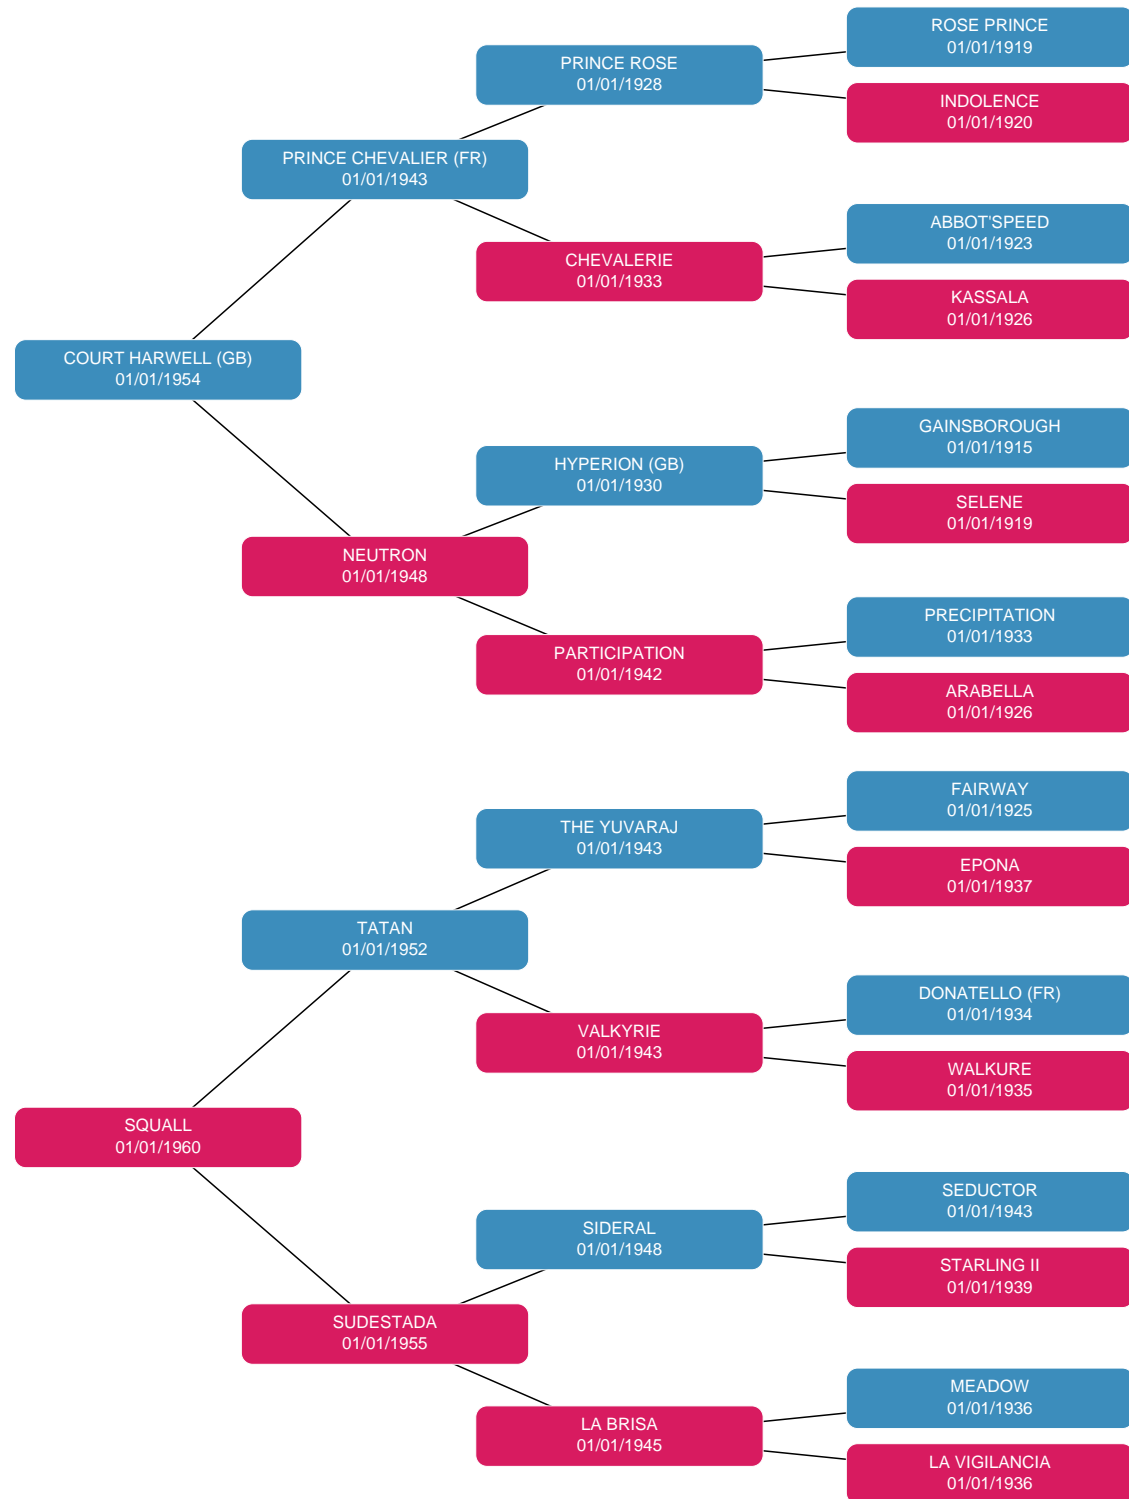 ROSE PRINCE
01/01/1919
PRINCE ROSE
01/01/1928
INDOLENCE
01/01/1920
PRINCE CHEVALIER (FR)
01/01/1943
ABBOT'SPEED
01/01/1923
CHEVALERIE
01/01/1933
KASSALA
01/01/1926
COURT HARWELL (GB)
01/01/1954
GAINSBOROUGH
01/01/1915
HYPERION (GB)
01/01/1930
SELENE
01/01/1919
NEUTRON
01/01/1948
PRECIPITATION
01/01/1933
PARTICIPATION
01/01/1942
ARABELLA
01/01/1926
FAIRWAY
01/01/1925
THE YUVARAJ
01/01/1943
EPONA
01/01/1937
TATAN
01/01/1952
DONATELLO (FR)
01/01/1934
VALKYRIE
01/01/1943
WALKURE
01/01/1935
SQUALL
01/01/1960
SEDUCTOR
01/01/1943
SIDERAL
01/01/1948
STARLING II
01/01/1939
SUDESTADA
01/01/1955
MEADOW
01/01/1936
LA BRISA
01/01/1945
LA VIGILANCIA
01/01/1936